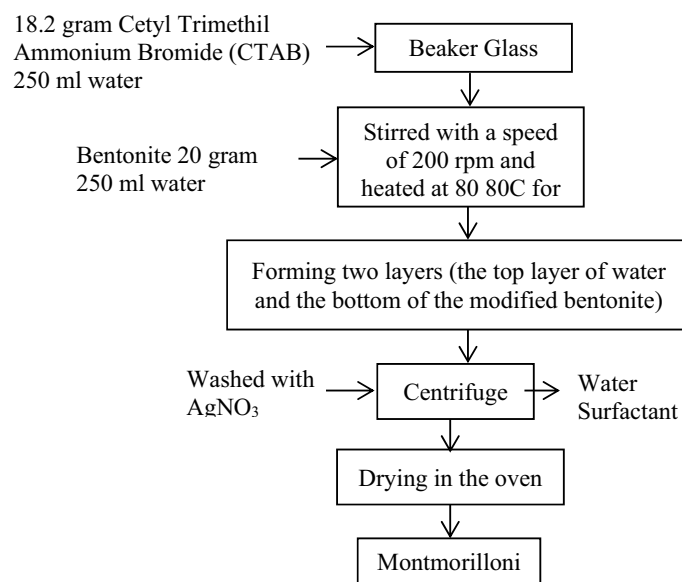 18.2 gram Cetyl Trimethil
Ammonium Bromide (CTAB)
250 ml water
Beaker Glass
Bentonite 20 gram
250 ml water
Stirred with a speed
of 200 rpm and
heated at 80 80C for
Forming two layers (the top layer of water
and the bottom of the modified bentonite)
Washed with
AgNO₃
Centrifuge
Water
Surfactant
Drying in the oven
Montmorilloni